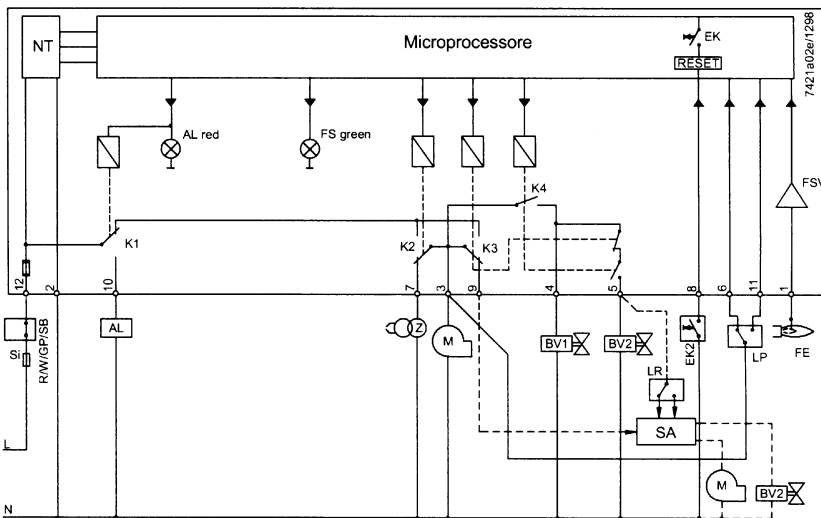 NT
Microprocessore
EK
RESET
7421a02e/1298
AL red
FS green
FSV
K4
K1
K2
K3
12
2
10
7
3
9
4
5
8
6
11
1
Si
R/W/GP/SB
AL
Z
M
BV1
BV2
EK2
LP
FE
LR
SA
L
M
BV2
N